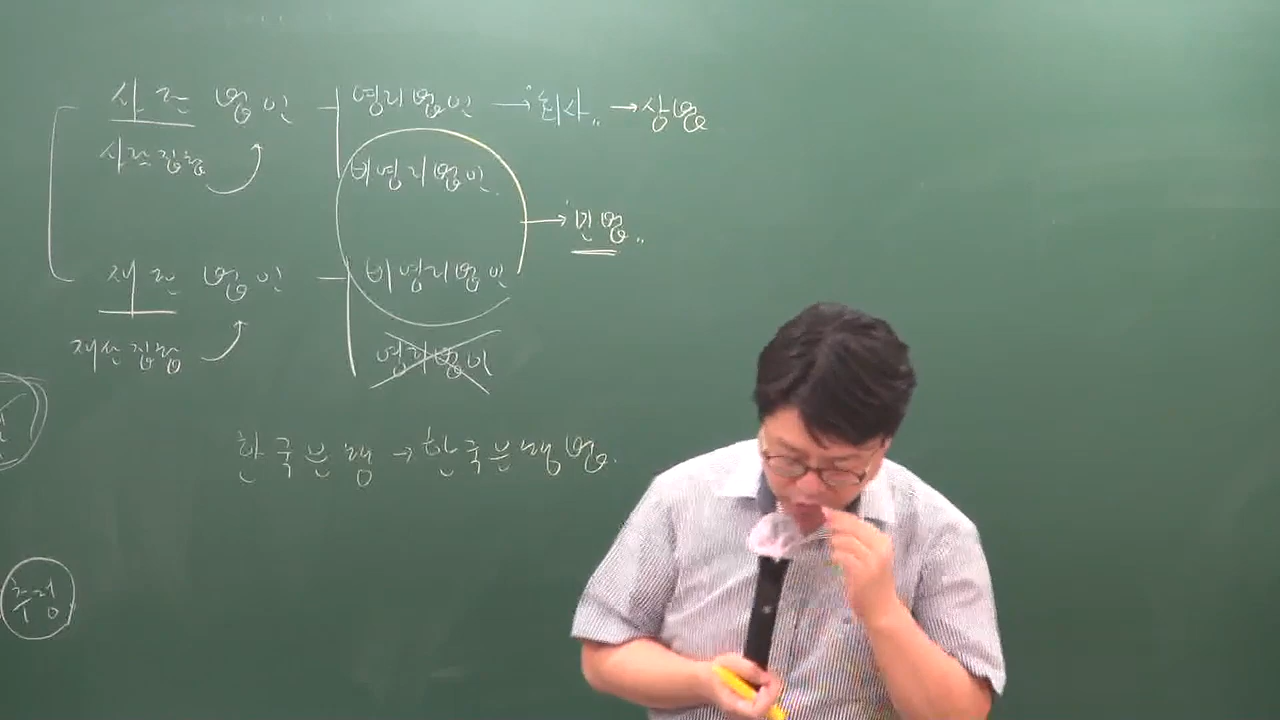 사단 법인 영리법인 → 회사.. → 상법
사람집합 비영리법인
민법..
재단 법인 비영리법인
재산집합 영리법인
한국은행 → 한국은행법.
추정